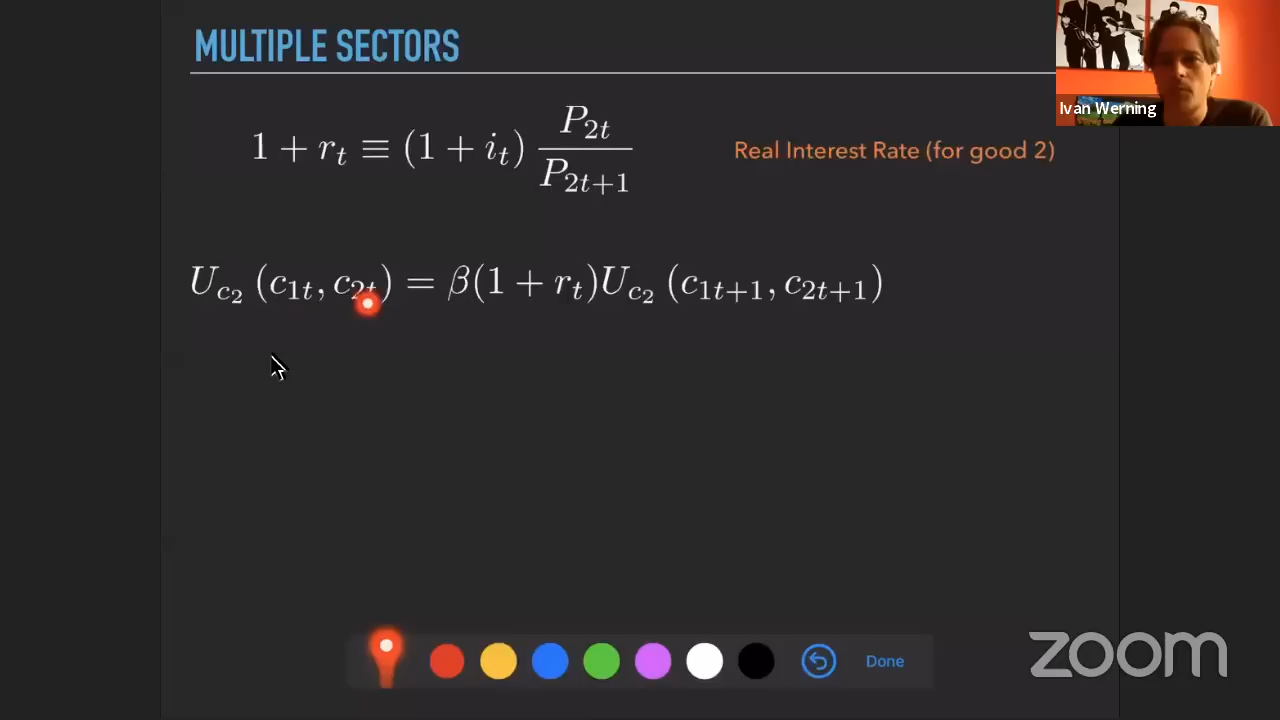 MULTIPLE SECTORS
Ivan Werning
1 + r_t ≡ (1 + i_t) P_{2t} / P_{2t+1}
Real Interest Rate (for good 2)
U_{c_2} (c_{1t}, c_{2t}) = β(1 + r_t)U_{c_2} (c_{1t+1}, c_{2t+1})
Done
zoom